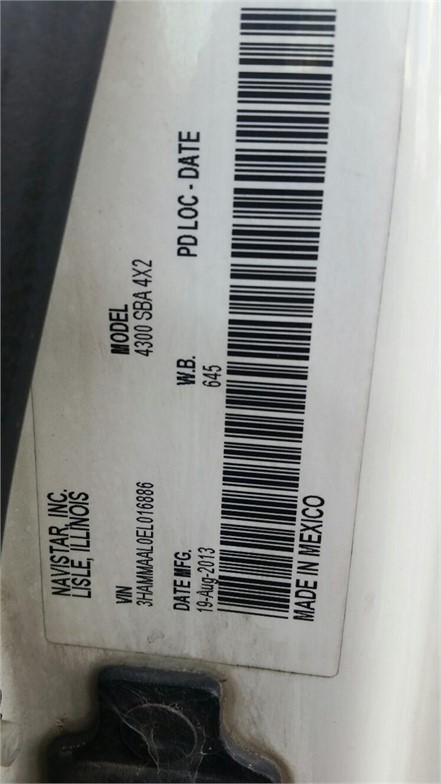 NAVISTAR, INC.
LISLE, ILLINOIS
VIN
3HAMMAAL0EL016886
MODEL
4300 SBA 4X2
DATE MFG.
19-Aug-2013
W.B.
645
PD LOC - DATE
MADE IN MEXICO